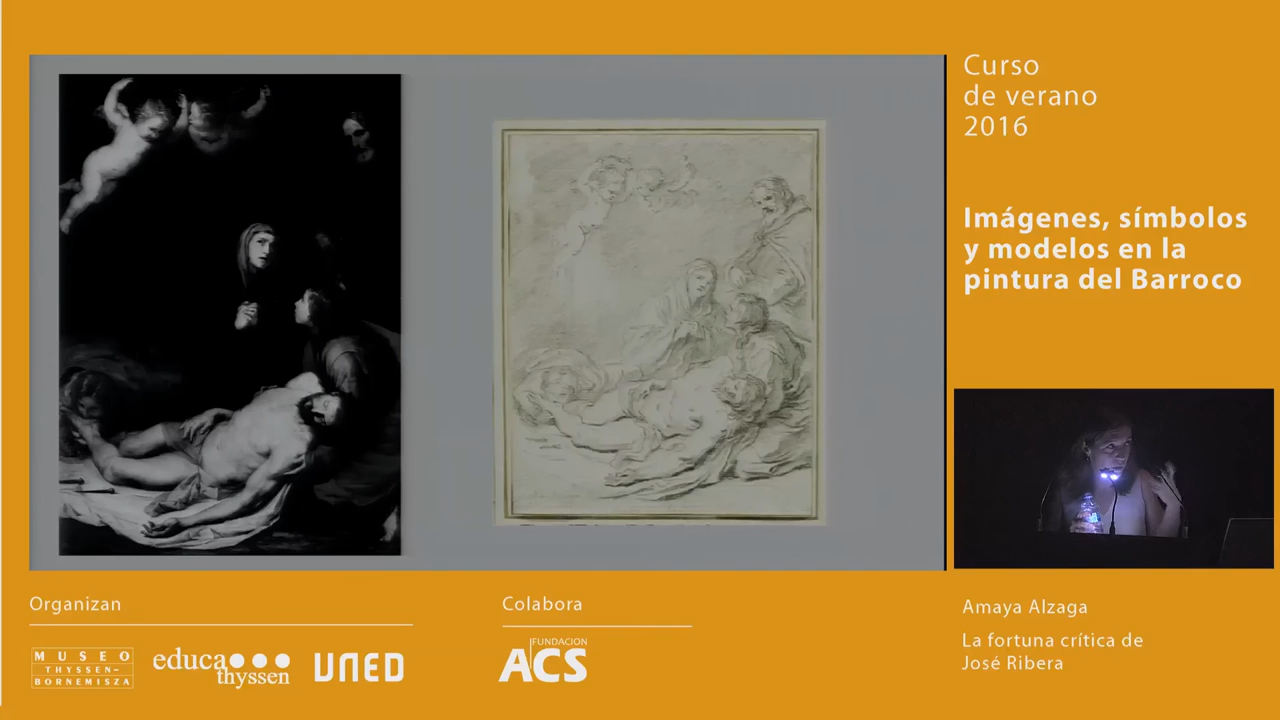 Curso
de verano
2016
Imágenes, símbolos
y modelos en la
pintura del Barroco
Organizan
MUSEO
THYSSEN-
BORNEMISZA
educa
thyssen
UNED
Colabora
FUNDACION
ACS
Amaya Alzaga
La fortuna crítica de
José Ribera